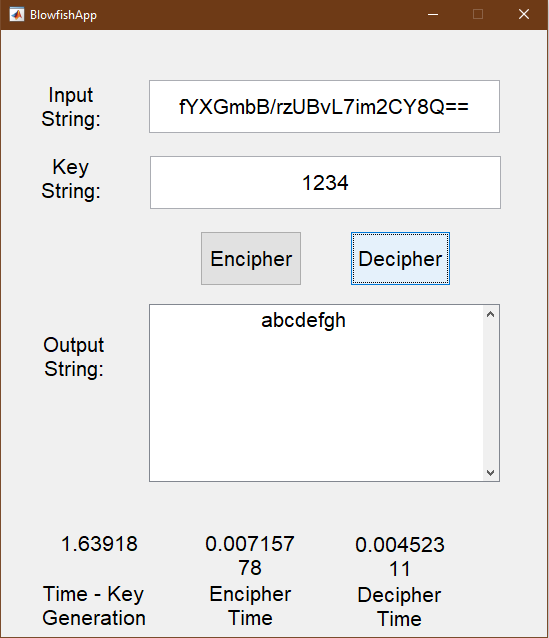 BlowfishApp
Input
String:
fYXGmbB/rzUBvL7im2CY8Q==
Key
String:
1234
Encipher
Decipher
Output
String:
abcdefgh
1.63918
0.007157
78
0.004523
11
Time - Key
Generation
Encipher
Time
Decipher
Time